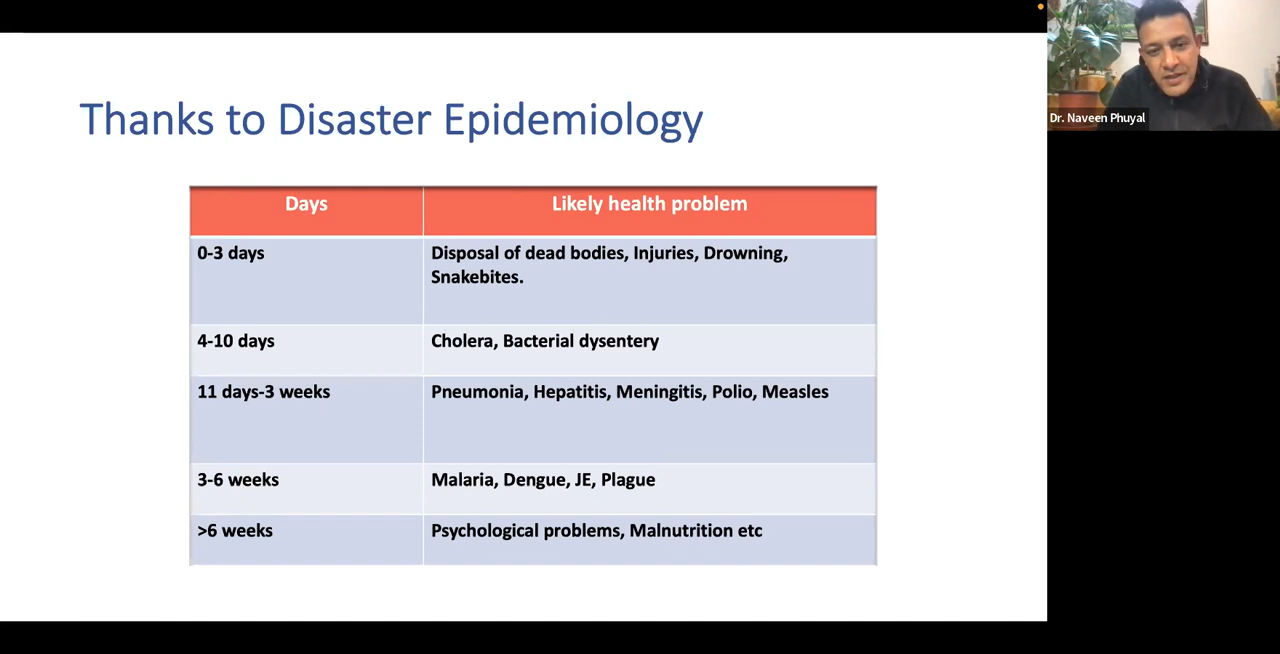 Thanks to Disaster Epidemiology
Dr. Naveen Phuyal
Days Likely health problem
0-3 days Disposal of dead bodies, Injuries, Drowning,
Snakebites.
4-10 days Cholera, Bacterial dysentery
11 days-3 weeks Pneumonia, Hepatitis, Meningitis, Polio, Measles
3-6 weeks Malaria, Dengue, JE, Plague
>6 weeks Psychological problems, Malnutrition etc